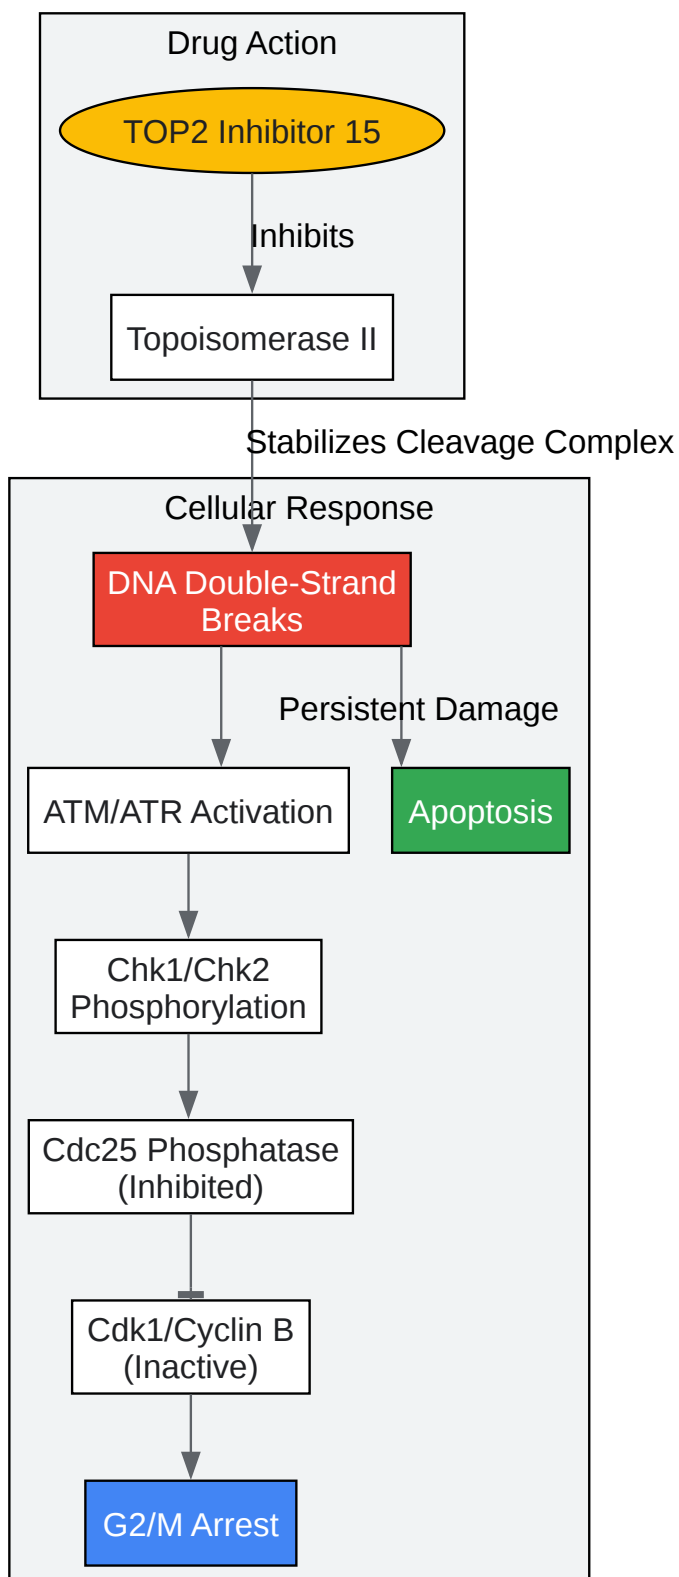 Drug Action
TOP2 Inhibitor 15
Inhibits
Topoisomerase II
Stabilizes Cleavage Complex
Cellular Response
DNA Double-Strand
Breaks
Persistent Damage
ATM/ATR Activation
Apoptosis
Chk1/Chk2
Phosphorylation
Cdc25 Phosphatase
(Inhibited)
Cdk1/Cyclin B
(Inactive)
G2/M Arrest